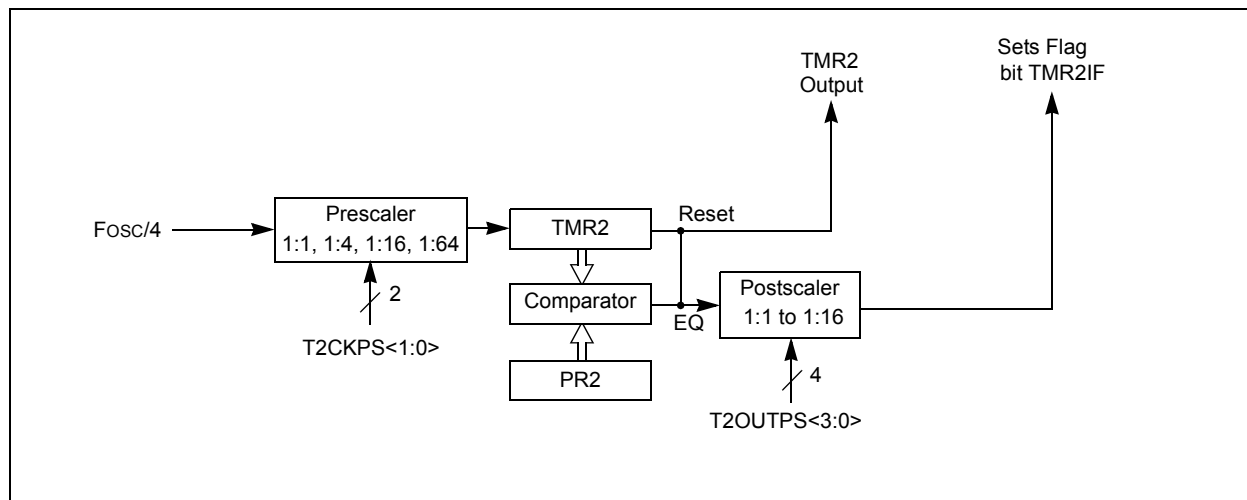 TMR2
Output
Sets Flag
bit TMR2IF
FOSC/4
Prescaler
1:1, 1:4, 1:16, 1:64
2
T2CKPS<1:0>
TMR2
Reset
Comparator
EQ
PR2
Postscaler
1:1 to 1:16
4
T2OUTPS<3:0>